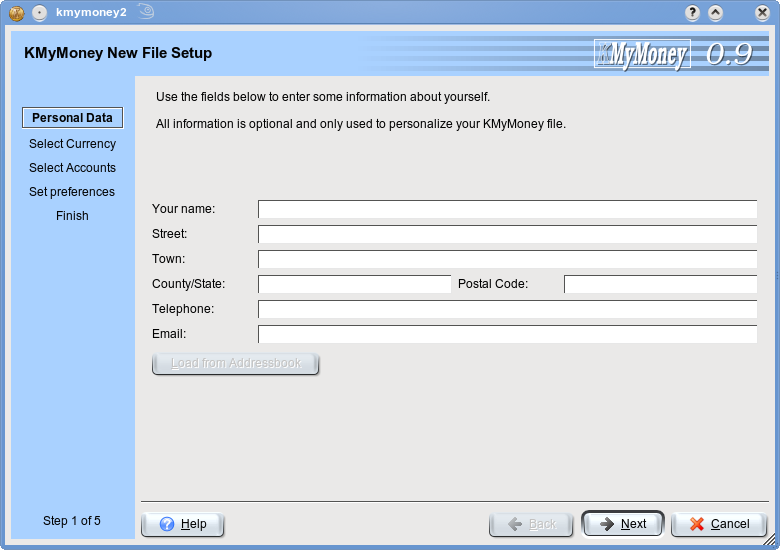 kmymoney2
KMyMoney New File Setup
KMyMoney 0.9
Personal Data
Select Currency
Select Accounts
Set preferences
Finish
Step 1 of 5
Use the fields below to enter some information about yourself.
All information is optional and only used to personalize your KMyMoney file.
Your name:
Street:
Town:
County/State: Postal Code:
Telephone:
Email:
Load from Addressbook
Help Back Next Cancel